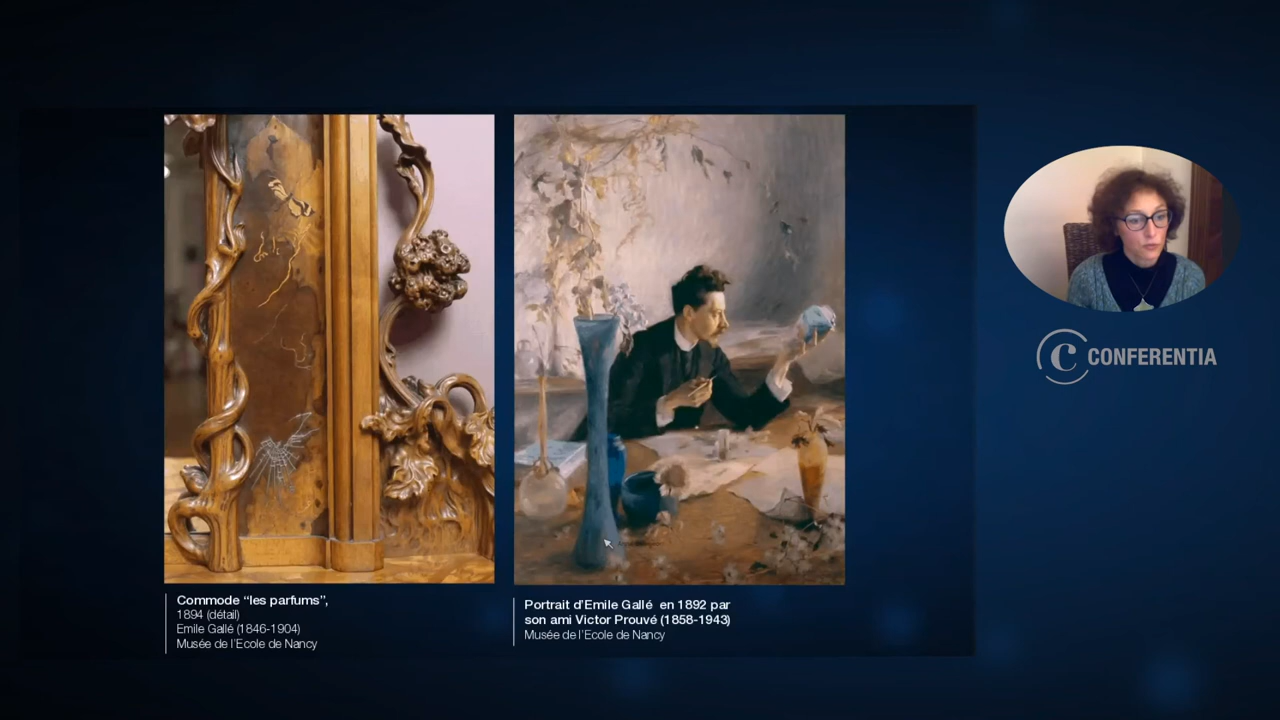 C CONFERENTIA
Commode “les parfums”,
1894 (détail)
Emile Gallé (1846-1904)
Musée de l’Ecole de Nancy
Portrait d’Emile Gallé en 1892 par
son ami Victor Prouvé (1858-1943)
Musée de l’Ecole de Nancy